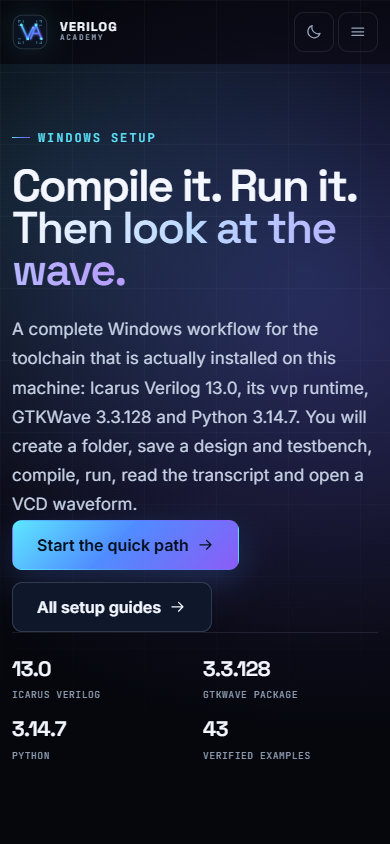 VERILOG
ACADEMY
WINDOWS SETUP
Compile it. Run it.
Then look at the
wave.
A complete Windows workflow for the
toolchain that is actually installed on this
machine: Icarus Verilog 13.0, its vvp runtime,
GTKWave 3.3.128 and Python 3.14.7. You will
create a folder, save a design and testbench,
compile, run, read the transcript and open a
VCD waveform.
Start the quick path →
All setup guides →
13.0
ICARUS VERILOG
3.3.128
GTKWAVE PACKAGE
3.14.7
PYTHON
43
VERIFIED EXAMPLES